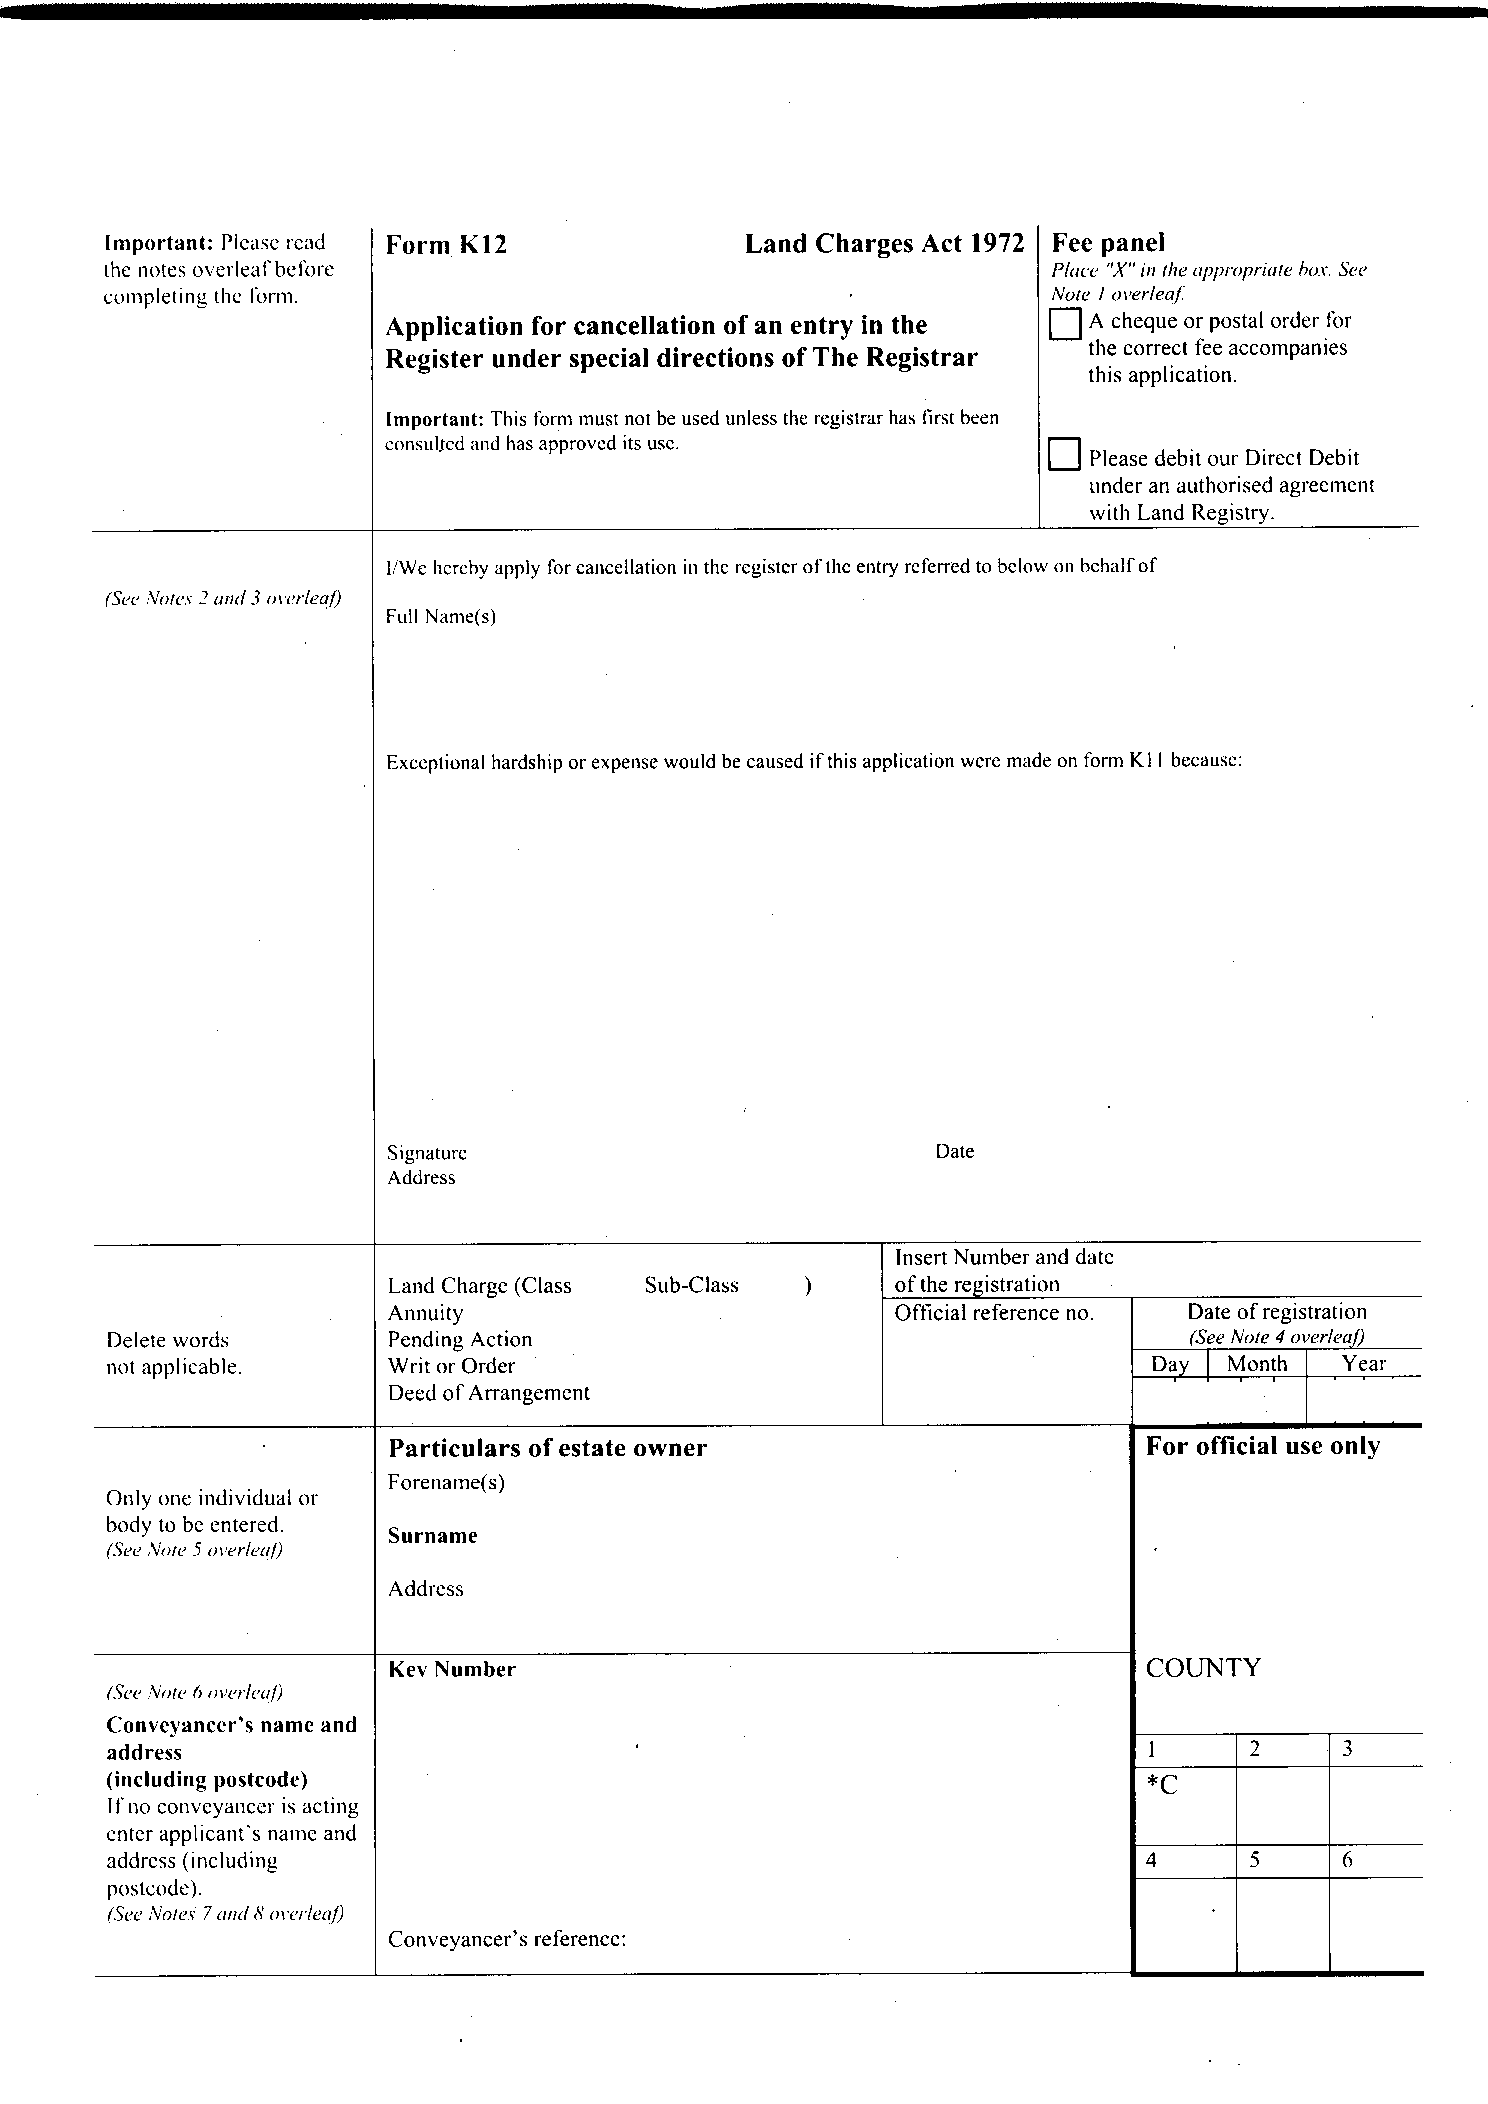 Important: Please read
the notes overleaf before
completing the form.
Form K12
Land Charges Act 1972
Application for cancellation of an entry in the
Register under special directions of The Registrar
Important: This form must not be used unless the registrar has first been
consulted and has approved its use.
Fee panel
Place "X" in the appropriate box. See
Note 1 overleaf.
A cheque or postal order for
the correct fee accompanies
this application.
Please debit our Direct Debit
under an authorised agreement
with Land Registry.
(See Notes 2 and 3 overleaf)
I/We hereby apply for cancellation in the register of the entry referred to below on behalf of
Full Name(s)
Exceptional hardship or expense would be caused if this application were made on form K11 because:
Signature
Date
Address
Delete words
not applicable.
Land Charge (Class Sub-Class )
Annuity
Pending Action
Writ or Order
Deed of Arrangement
Insert Number and date
of the registration
Official reference no.
Date of registration
(See Note 4 overleaf)
Day Month Year
Only one individual or
body to be entered.
(See Note 5 overleaf)
Particulars of estate owner
Forename(s)
Surname
Address
For official use only
(See Note 6 overleaf)
Conveyancer's name and
address
(including postcode)
If no conveyancer is acting
enter applicant's name and
address (including
postcode).
(See Notes 7 and 8 overleaf)
Key Number
Conveyancer's reference:
COUNTY
1 2 3
*C
4 5 6